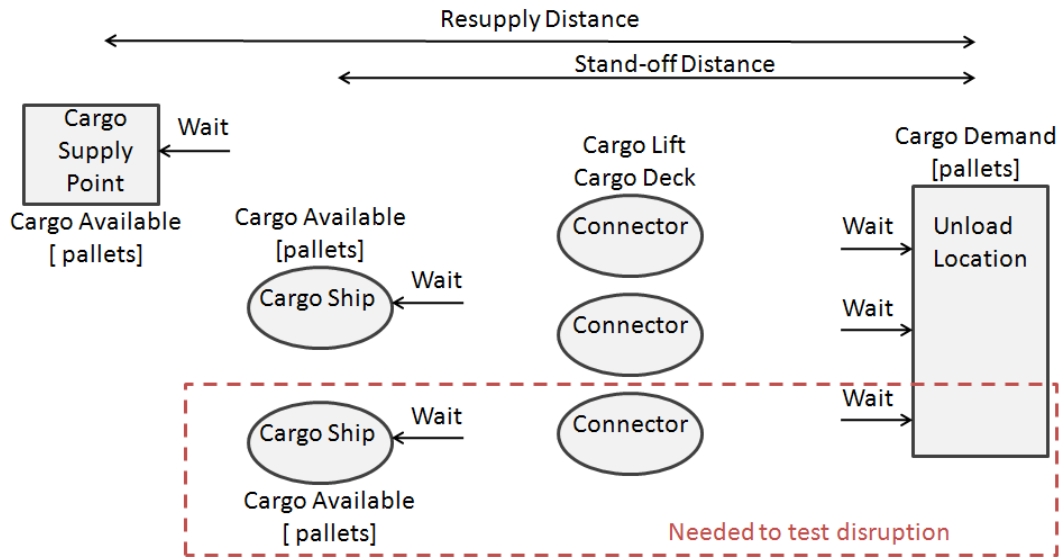 Resupply Distance
Stand-off Distance
Cargo
Supply
Point
Wait
Cargo Available
[ pallets]
Cargo Available
[pallets]
Cargo Ship
Wait
Cargo Lift
Cargo Deck
Connector
Connector
Cargo Demand
[pallets]
Wait
Unload
Location
Wait
Cargo Ship
Wait
Connector
Wait
Cargo Available
[ pallets]
Needed to test disruption